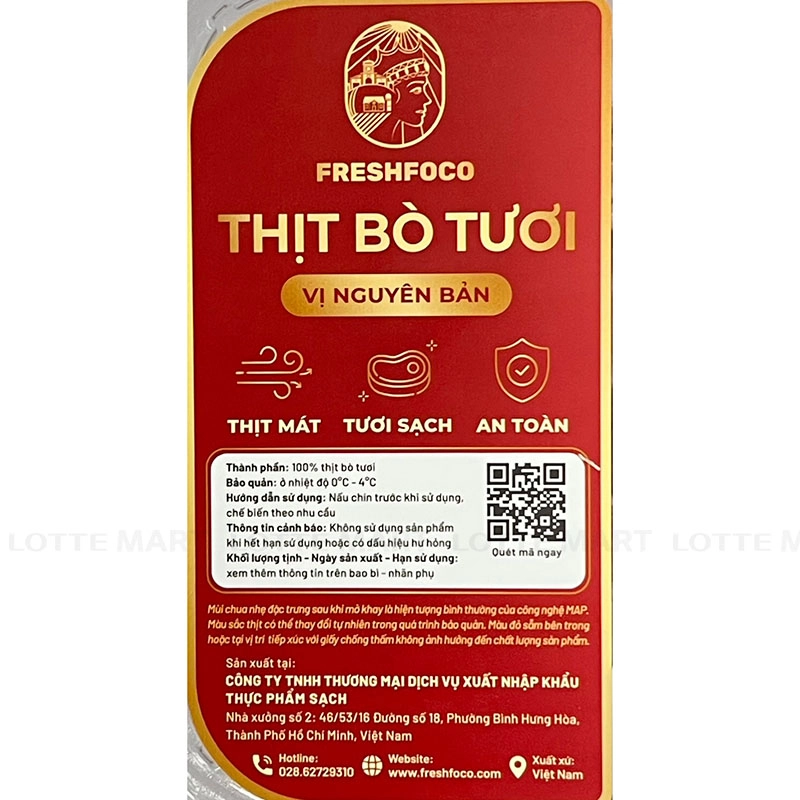 FRESHFOCO
THỊT BÒ TƯƠI
VỊ NGUYÊN BẢN
THỊT MÁT TƯƠI SẠCH AN TOÀN
Thành phần: 100% thịt bò tươi
Bảo quản: ở nhiệt độ 0°C - 4°C
Hướng dẫn sử dụng: Nấu chín trước khi sử dụng,
chế biến theo nhu cầu
Thông tin cảnh báo: Không sử dụng sản phẩm
khi hết hạn sử dụng hoặc có dấu hiệu hư hỏng
Khối lượng tịnh - Ngày sản xuất - Hạn sử dụng:
xem thêm thông tin trên bao bì - nhãn phụ
Quét mã ngay
LOTTE MART
MART
LOTTE MART
Mùi chua nhẹ đặc trưng sau khi mở khay là hiện tượng bình thường của công nghệ MAP.
Màu sắc thịt có thể thay đổi tự nhiên trong quá trình bảo quản. Màu đỏ sẫm bên trong
hoặc tại vị trí tiếp xúc với giấy chống thấm không ảnh hưởng đến chất lượng sản phẩm.
Sản xuất tại:
CÔNG TY TNHH THƯƠNG MẠI DỊCH VỤ XUẤT NHẬP KHẨU
THỰC PHẨM SẠCH
Nhà xưởng số 2: 46/53/16 Đường số 18, Phường Bình Hưng Hòa,
Thành Phố Hồ Chí Minh, Việt Nam
Hotline: Website: Xuất xứ:
028.62729310 www.freshfoco.com Việt Nam